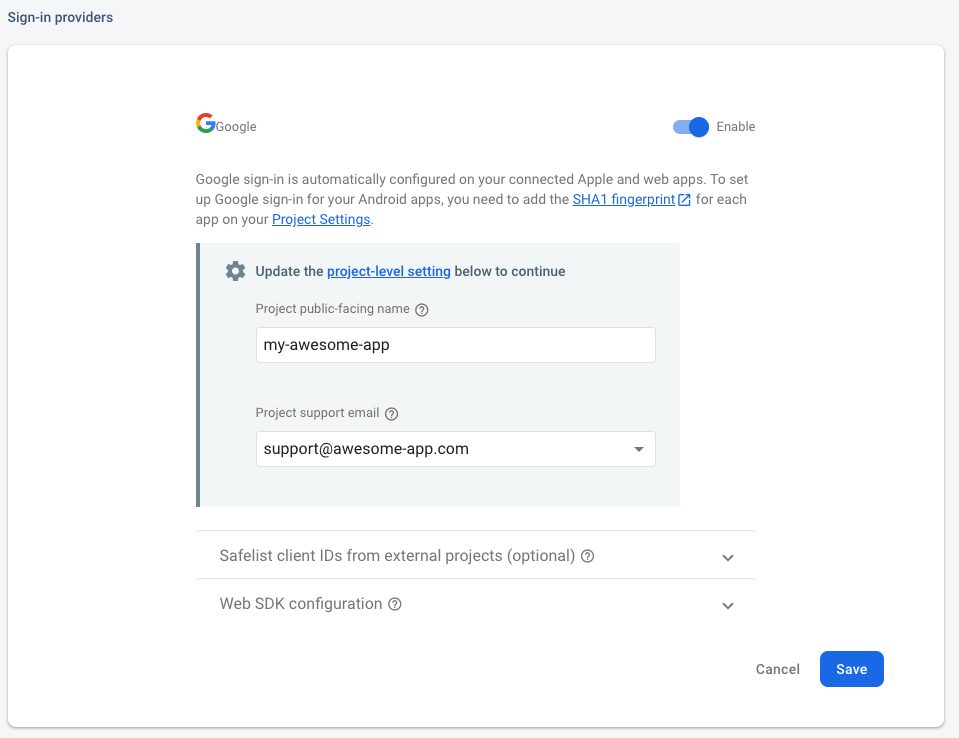 Sign-in providers
Google
Enable
Google sign-in is automatically configured on your connected Apple and web apps. To set
up Google sign-in for your Android apps, you need to add the SHA1 fingerprint for each
app on your Project Settings.
Update the project-level setting below to continue
Project public-facing name
my-awesome-app
Project support email
support@awesome-app.com
Safelist client IDs from external projects (optional)
Web SDK configuration
Cancel
Save